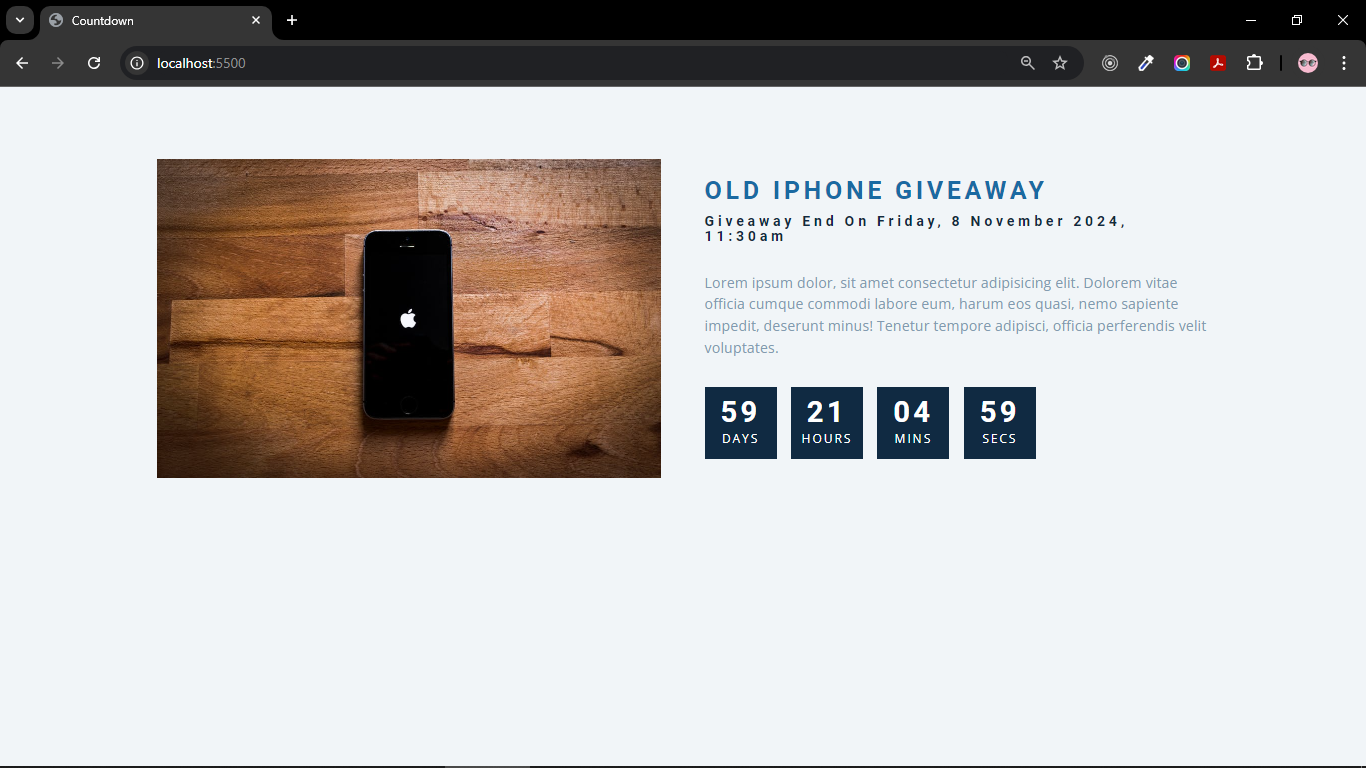 Countdown
localhost:5500
OLD IPHONE GIVEAWAY
Giveaway End On Friday, 8 November 2024,
11:30am
Lorem ipsum dolor, sit amet consectetur adipisicing elit. Dolorem vitae
officia cumque commodi labore eum, harum eos quasi, nemo sapiente
impedit, deserunt minus! Tenetur tempore adipisci, officia perferendis velit
voluptates.
59 21 04 59
DAYS HOURS MINS SECS